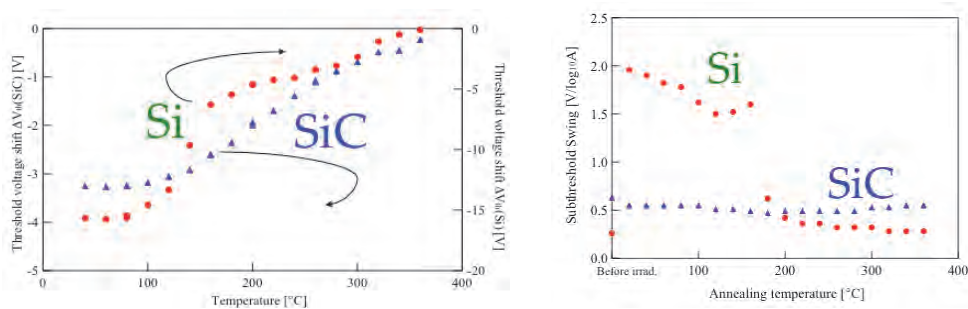 Threshold voltage shift ΔVth(SiC) [V]
0
-1
-2
-3
-4
-5
0
100
200
300
400
Temperature [°C]
Si
SiC
0
-5
-10
-15
-20
Threshold voltage shift ΔVth(Si) [V]
Subthreshold Swing [V/log10A]
2.5
2.0
1.5
1.0
0.5
0.0
Before irrad.
100
200
300
400
Annealing temperature [°C]
Si
SiC